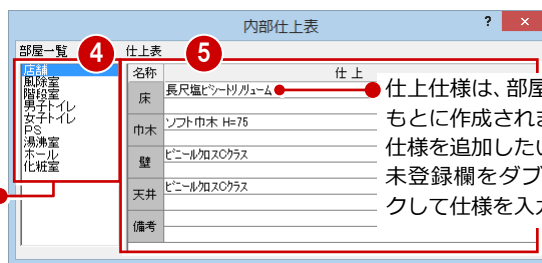 内部仕上表
? ×
部屋一覧
4
仕上表
5
店舗
風除室
階段室
男子トイレ
女子トイレ
PS
湯沸室
ホール
化粧室
名称
仕上
床
長尺塩ビシートリノリューム
巾木
ソフト巾木 H=75
壁
ビニールクロスCクラス
天井
ビニールクロスCクラス
備考
仕上仕様は、部屋
もとに作成されま
仕様を追加したい
未登録欄をダブ
クして仕様を入力